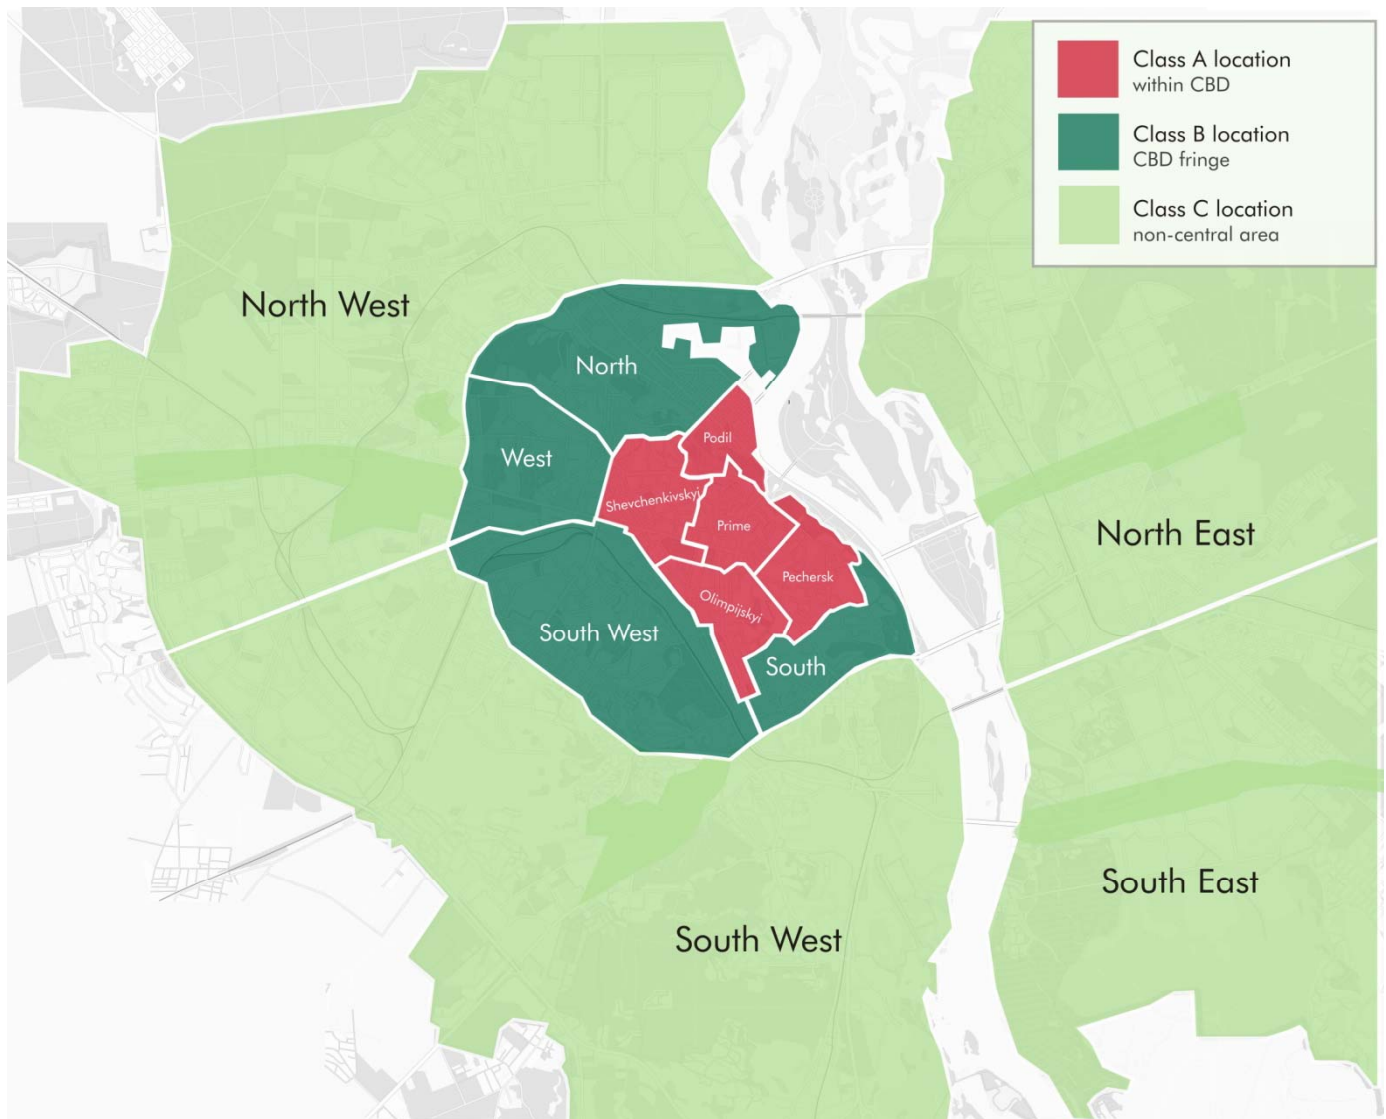 Class A location
within CBD
Class B location
CBD fringe
Class C location
non-central area
North West
North
Podil
West
Shevchenkivskyi
Prime
North East
Pechersk
Olimpijskyi
South West
South
South East
South West